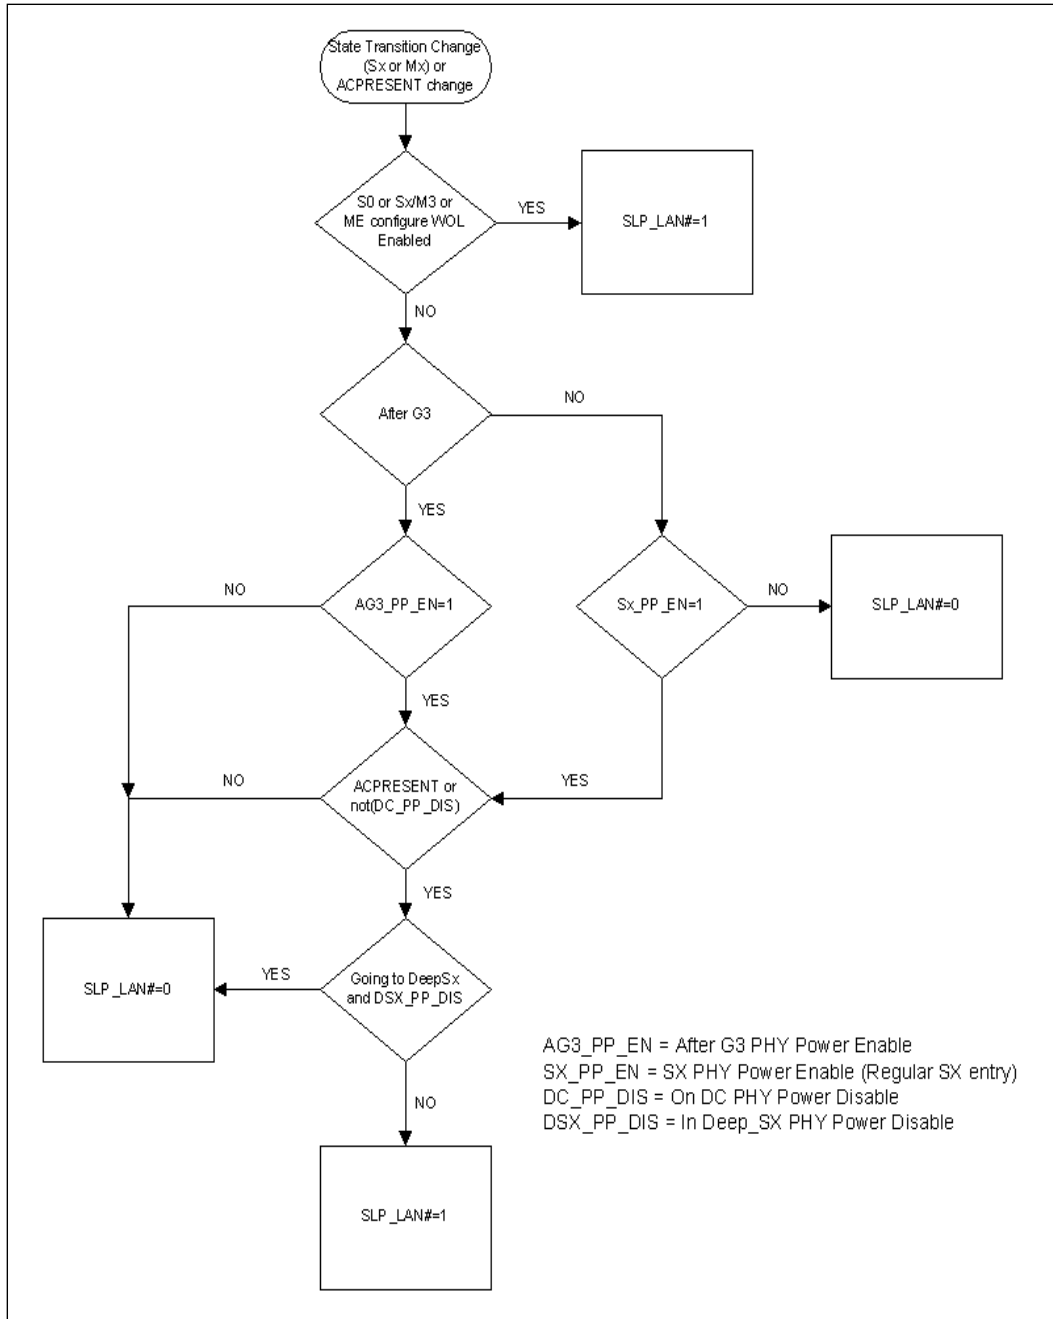 State Transition Change
(Sx or Mx) or
ACPRESENT change
S0 or Sx/M3 or
ME configure WOL
Enabled
YES
SLP_LAN#=1
NO
After G3
NO
YES
NO
AG3_PP_EN=1
Sx_PP_EN=1
NO
SLP_LAN#=0
YES
NO
ACPRESENT or
not(DC_PP_DIS)
YES
YES
SLP_LAN#=0
YES
Going to DeepSx
and DSX_PP_DIS
NO
SLP_LAN#=1
AG3_PP_EN = After G3 PHY Power Enable
SX_PP_EN = SX PHY Power Enable (Regular SX entry)
DC_PP_DIS = On DC PHY Power Disable
DSX_PP_DIS = In Deep_SX PHY Power Disable